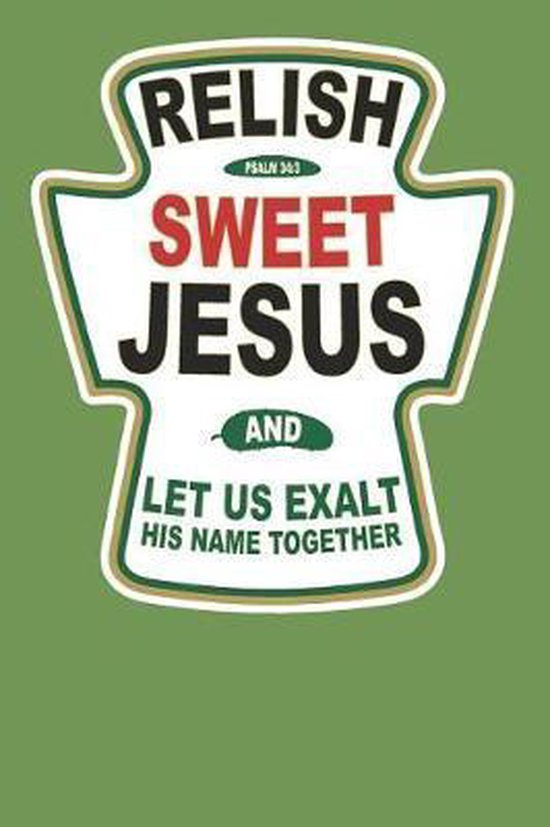 RELISH
PSALM 34:3
SWEET
JESUS
AND
LET US EXALT
HIS NAME TOGETHER